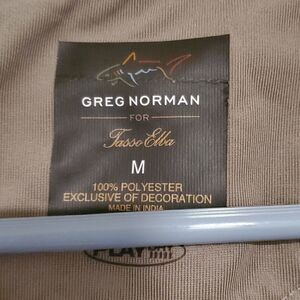 GREG NORMAN
FOR
Tasso Elba
M
100% POLYESTER
EXCLUSIVE OF DECORATION
MADE IN INDIA